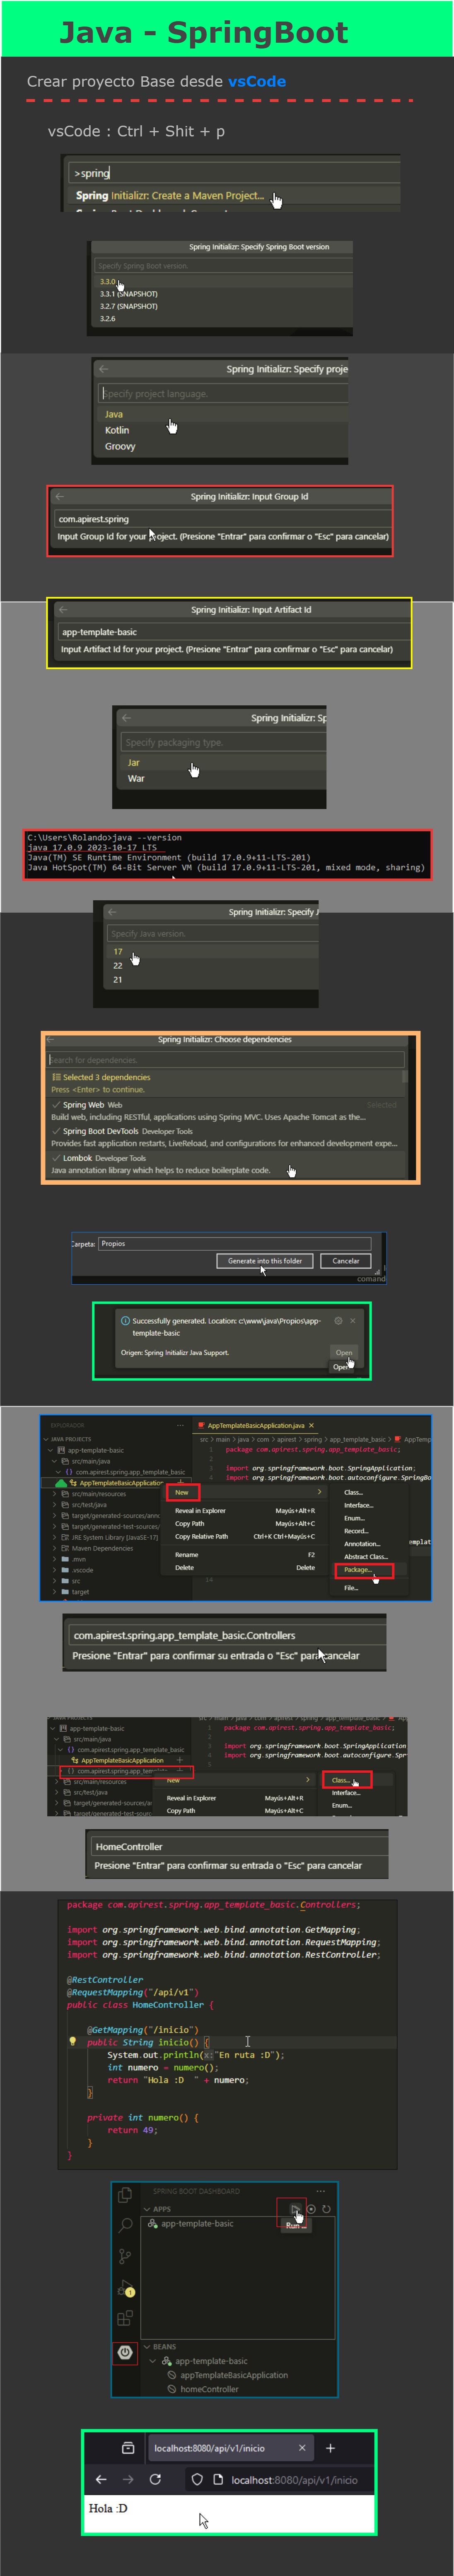 Java - SpringBoot
Crear proyecto Base desde vsCode
vsCode : Ctrl + Shit + p
>spring
Spring Initializr: Create a Maven Project...
Spring Initializr: Specify Spring Boot version
Specify Spring Boot version.
3.3.0
3.3.1 (SNAPSHOT)
3.2.7 (SNAPSHOT)
3.2.6
Spring Initializr: Specify proje
Specify project language.
Java
Kotlin
Groovy
Spring Initializr: Input Group Id
com.apirest.spring
Input Group Id for your project. (Presione "Entrar" para confirmar o "Esc" para cancelar)
Spring Initializr: Input Artifact Id
app-template-basic
Input Artifact Id for your project. (Presione "Entrar" para confirmar o "Esc" para cancelar)
Spring Initializr: Sp
Specify packaging type.
Jar
War
C:\Users\Rolando>java --version
java 17.0.9 2023-10-17 LTS
Java(TM) SE Runtime Environment (build 17.0.9+11-LTS-201)
Java HotSpot(TM) 64-Bit Server VM (build 17.0.9+11-LTS-201, mixed mode, sharing)
Spring Initializr: Specify J
Specify Java version.
17
22
21
Spring Initializr: Choose dependencies
Search for dependencies.
Selected 3 dependencies
Press <Enter> to continue.
Spring Web Web Selected
Build web, including RESTful, applications using Spring MVC. Uses Apache Tomcat as the...
Spring Boot DevTools Developer Tools
Provides fast application restarts, LiveReload, and configurations for enhanced development expe...
Lombok Developer Tools
Java annotation library which helps to reduce boilerplate code.
Carpeta: Propios
Generate into this folder Cancelar
comand
Successfully generated. Location: c:\www\java\Propios\app-
template-basic
Origen: Spring Initializr Java Support. Open
Open
EXPLORADOR ... AppTemplateBasicApplication.java X
JAVA PROJECTS src > main > java > com > apirest > spring > app_template_basic > AppTemp
app-template-basic 1 package com.apirest.spring.app_template_basic;
src/main/java
com.apirest.spring.app_template_basic 3 import org.springframework.boot.SpringApplication;
AppTemplateBasicApplication 4 import org.springframework.boot.autoconfigure.SpringBo
src/main/resources New Class...
src/test/java Reveal in Explorer Mayús+Alt+R Interface...
target/generated-sources/anno Copy Path Mayús+Alt+C Enum...
target/generated-test-sources/ Copy Relative Path Ctrl+K Ctrl+Mayús+C Record...
JRE System Library [JavaSE-17] Annotation... emplat
Maven Dependencies Rename F2 Abstract Class...
.mvn Delete Delete Package...
.vscode 14
src File...
target
com.apirest.spring.app_template_basic.Controllers
Presione "Entrar" para confirmar su entrada o "Esc" para cancelar
JAVA PROJECTS src > main > java > com > apirest > spring > app_template_basic >
app-template-basic 1 package com.apirest.spring.app_template_basic;
src/main/java
com.apirest.spring.app_template_basic 3 import org.springframework.boot.SpringApplication
AppTemplateBasicApplication 4 import org.springframework.boot.autoconfigure.Spr
com.apirest.spring.app_template 5
src/main/resources New Class...
src/test/java Reveal in Explorer Mayús+Alt+R Interface...
target/generated-sources/a Copy Path Mayús+Alt+C Enum...
target/generated-test-sourc
HomeController
Presione "Entrar" para confirmar su entrada o "Esc" para cancelar
package com.apirest.spring.app_template_basic.Controllers;
import org.springframework.web.bind.annotation.GetMapping;
import org.springframework.web.bind.annotation.RequestMapping;
import org.springframework.web.bind.annotation.RestController;
@RestController
@RequestMapping("/api/v1")
public class HomeController {
@GetMapping("/inicio")
public String inicio() {
System.out.println(x:"En ruta :D");
int numero = numero();
return "Hola :D " + numero;
}
private int numero() {
return 49;
}
}
SPRING BOOT DASHBOARD ...
APPS
app-template-basic Run ...
1
BEANS
app-template-basic
appTemplateBasicApplication
homeController
localhost:8080/api/v1/inicio X +
localhost:8080/api/v1/inicio
Hola :D